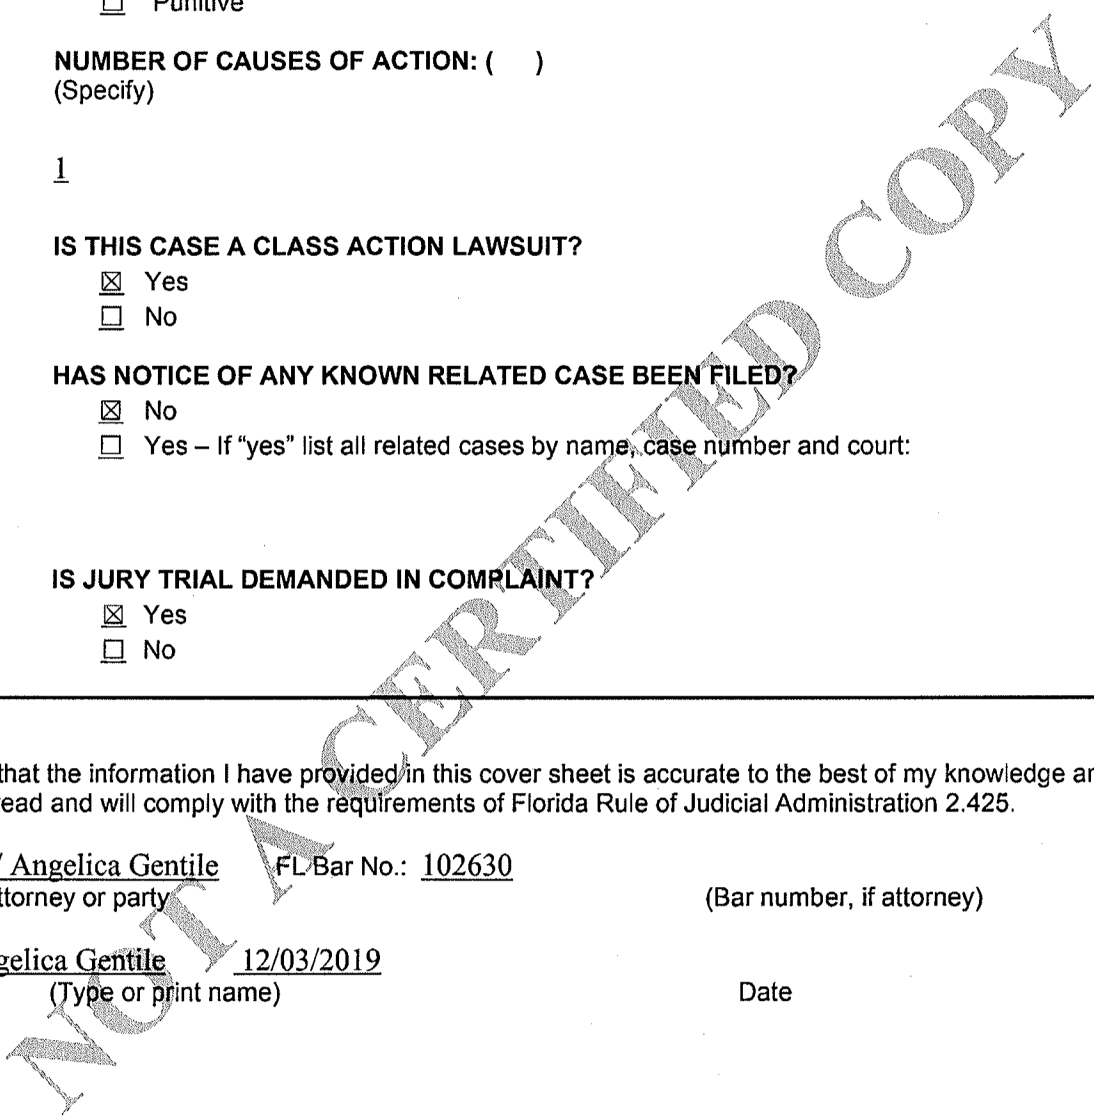 ☐ Punitive
NUMBER OF CAUSES OF ACTION: ( )
(Specify)
1
IS THIS CASE A CLASS ACTION LAWSUIT?
☒ Yes
☐ No
HAS NOTICE OF ANY KNOWN RELATED CASE BEEN FILED?
☒ No
☐ Yes – If “yes” list all related cases by name, case number and court:
IS JURY TRIAL DEMANDED IN COMPLAINT?
☒ Yes
☐ No
that the information I have provided in this cover sheet is accurate to the best of my knowledge
read and will comply with the requirements of Florida Rule of Judicial Administration 2.425.
/ Angelica Gentile FL Bar No.: 102630
attorney or party (Bar number, if attorney)
Angelica Gentile 12/03/2019
(Type or print name) Date
NOT A CERTIFIED COPY